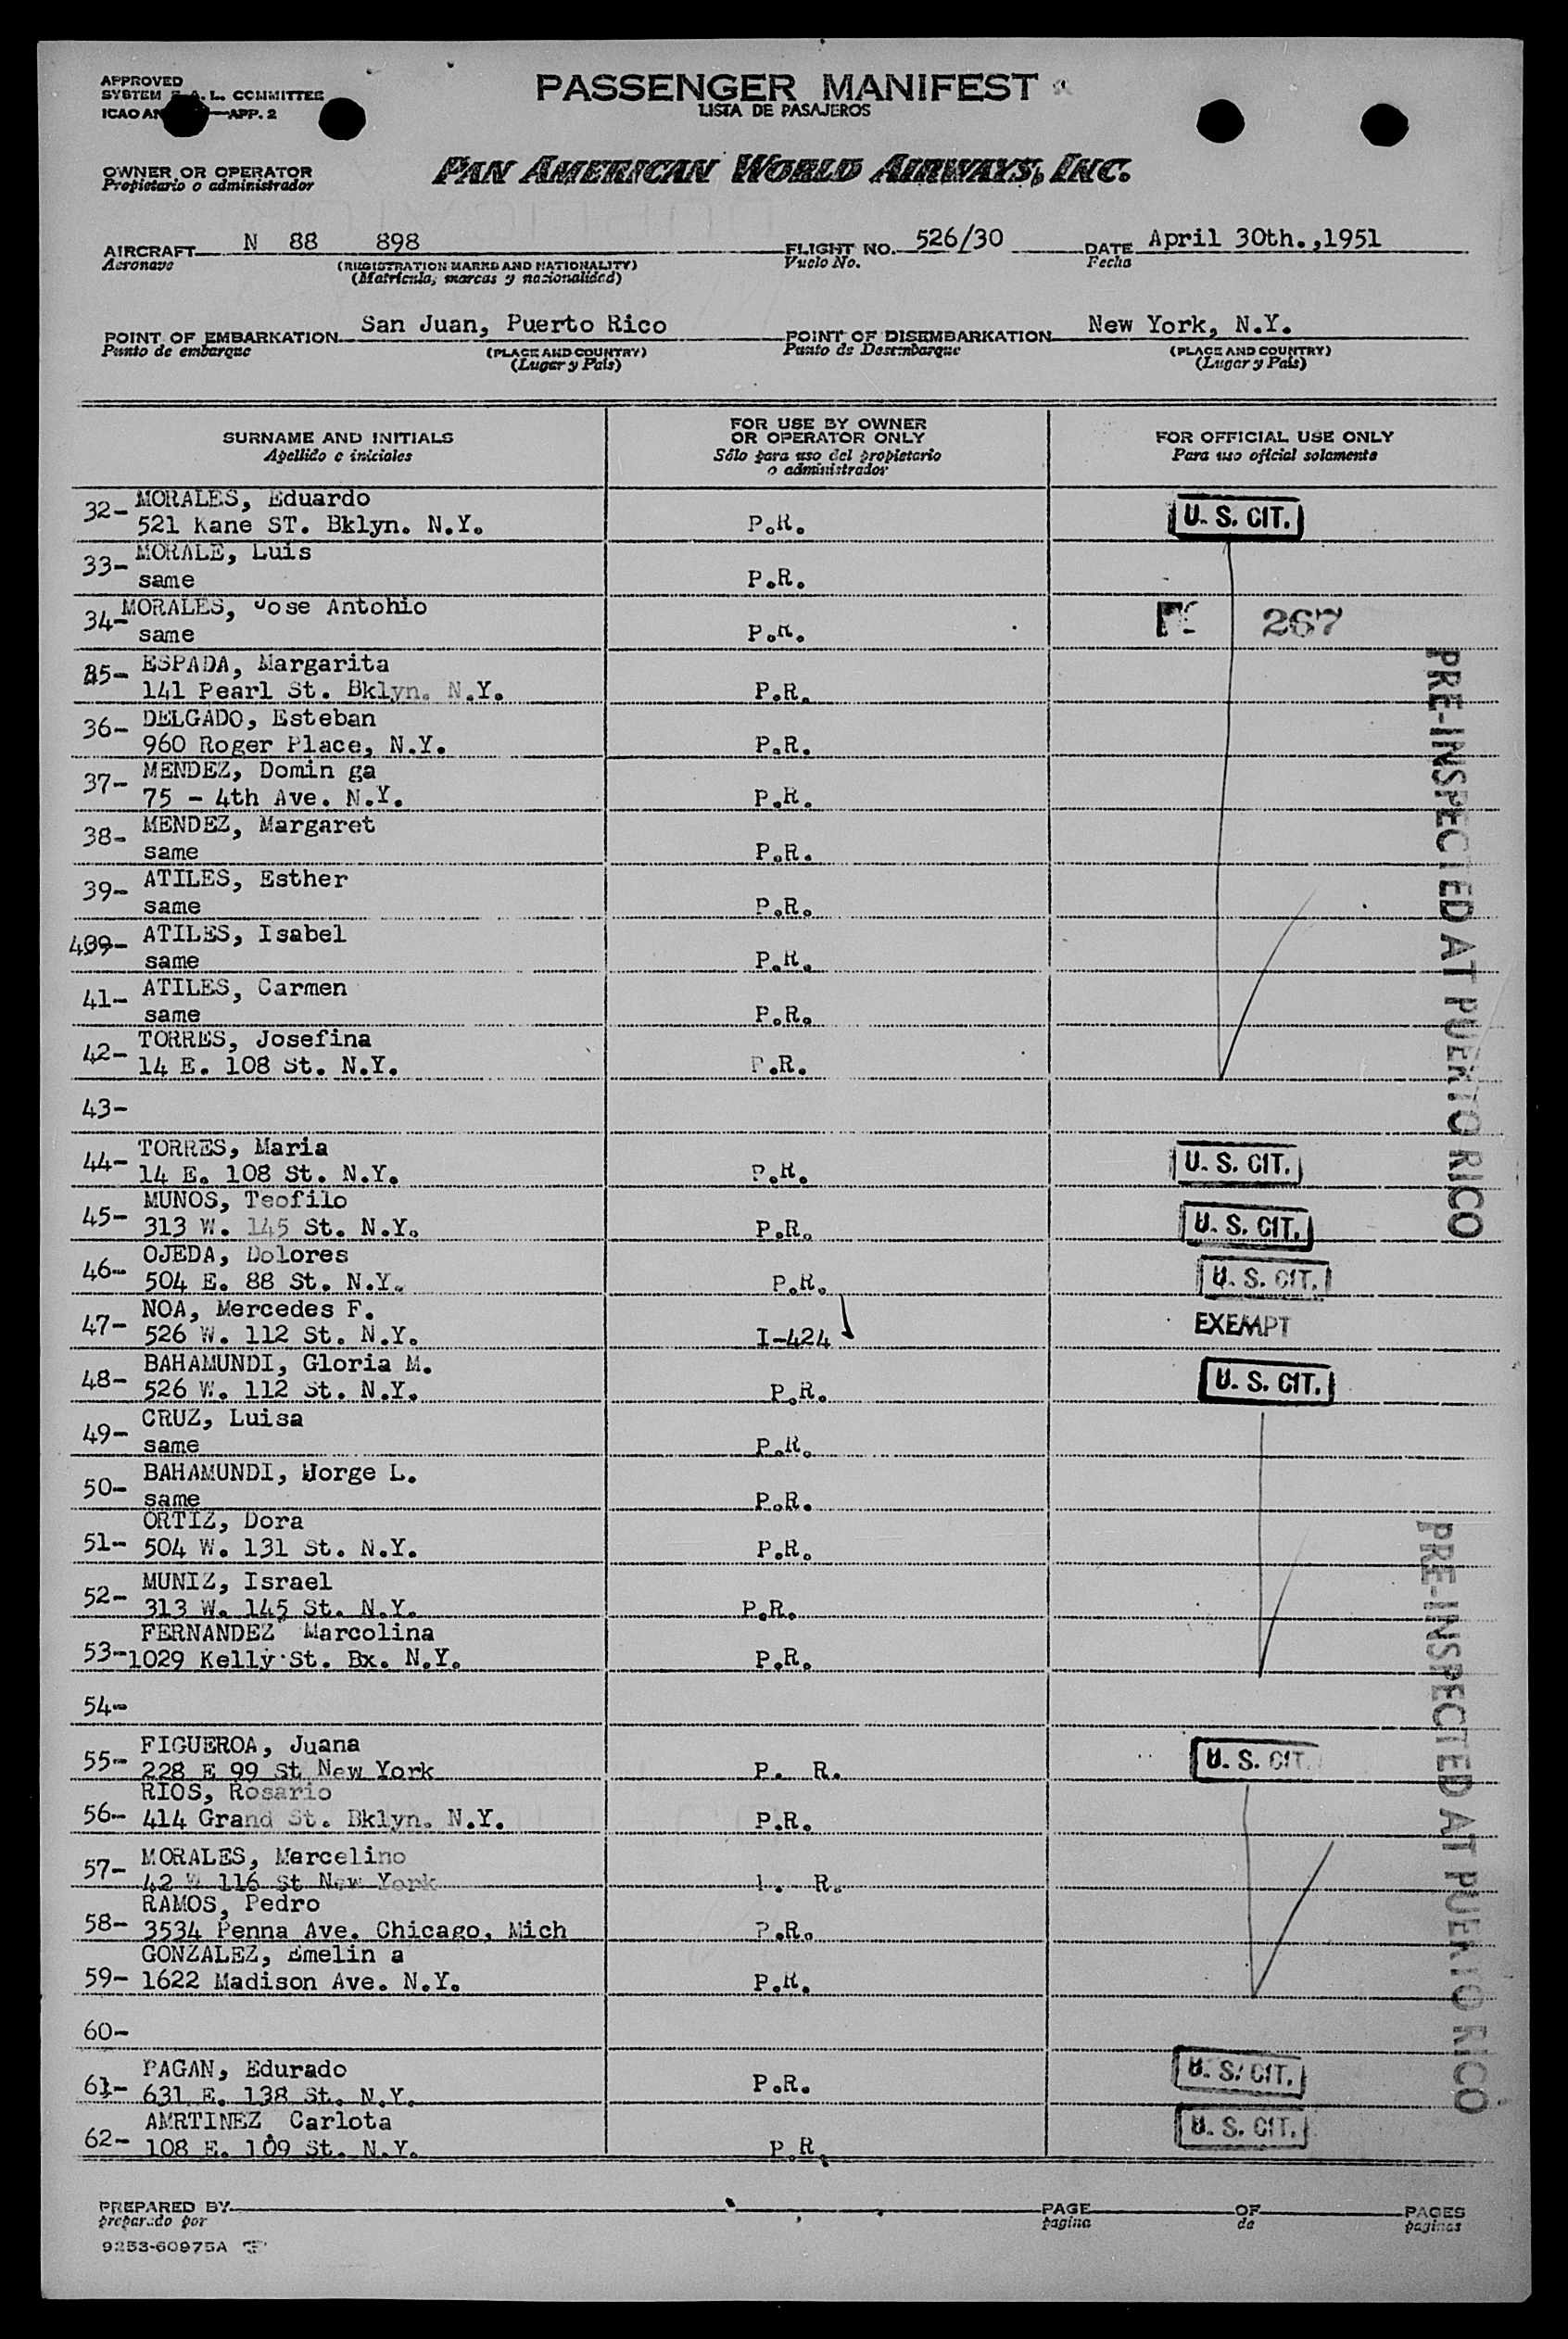 APPROVED
SYSTEM F.A.L. COMMITTEE
ICAO APP. 2
PASSENGER MANIFEST
LISTA DE PASAJEROS
OWNER OR OPERATOR
Propietario o administrador
PAN AMERICAN WORLD AIRWAYS, INC.
AIRCRAFT N 88 898 FLIGHT NO. 526/30 DATE April 30th.,1951
Aeronave (REGISTRATION MARKS AND NATIONALITY) Vuelo No. Fecha
(Matricula, marcas y nacionalidad)
POINT OF EMBARKATION San Juan, Puerto Rico POINT OF DISEMBARKATION New York, N.Y.
Punto de embarque (PLACE AND COUNTRY) Punto de Desembarque (PLACE AND COUNTRY)
(Lugar y País) (Lugar y País)
SURNAME AND INITIALS
Apellido e iniciales
FOR USE BY OWNER
OR OPERATOR ONLY
Sólo para uso del propietario
o administrador
FOR OFFICIAL USE ONLY
Para uso oficial solamente
32- MORALES, Eduardo
521 Kane ST. Bklyn. N.Y. P.R. U. S. CIT.
33- MORALE, Luis
same P.R.
34- MORALES, Jose Antohio
same P.R. 267
35- ESPADA, Margarita
141 Pearl St. Bklyn. N.Y. P.R.
36- DELGADO, Esteban
960 Roger Place, N.Y. P.R.
37- MENDEZ, Domin ga
75 - 4th Ave. N.Y. P.R.
38- MENDEZ, Margaret
same P.R.
39- ATILES, Esther
same P.R.
409- ATILES, Isabel
same P.R.
41- ATILES, Carmen
same P.R.
42- TORRES, Josefina
14 E. 108 St. N.Y. P.R.
43-
44- TORRES, Maria
14 E. 108 St. N.Y. P.R. U. S. CIT.
45- MUNOS, Teofilo
313 W. 145 St. N.Y. P.R. U. S. CIT.
46- OJEDA, Dolores
504 E. 88 St. N.Y. P.R. U. S. CIT.
47- NOA, Mercedes F.
526 W. 112 St. N.Y. I-424 EXEMPT
48- BAHAMUNDI, Gloria M.
526 W. 112 St. N.Y. P.R. U. S. CIT.
49- CRUZ, Luisa
same P.R.
50- BAHAMUNDI, Horge L.
same P.R.
51- ORTIZ, Dora
504 W. 131 St. N.Y. P.R.
52- MUNIZ, Israel
313 W. 145 St. N.Y. P.R.
53- FERNANDEZ Marcolina
1029 Kelly St. Bx. N.Y. P.R.
54-
55- FIGUEROA, Juana
228 E 99 St New York P. R. U. S. CIT.
56- RIOS, Rosario
414 Grand St. Bklyn. N.Y. P.R.
57- MORALES, Marcelino
42 W 116 St New York P. R.
58- RAMOS, Pedro
3534 Penna Ave. Chicago, Mich P.R.
59- GONZALEZ, Emelin a
1622 Madison Ave. N.Y. P.R.
60-
61- PAGAN, Edurado
631 E. 138 St. N.Y. P.R. U. S. CIT.
62- AMRTINEZ Carlota
108 E. 109 St. N.Y. P.R. U. S. CIT.
PRE-INSPECTED AT PUERTO RICO
PRE-INSPECTED AT PUERTO RICO
PREPARED BY PAGE OF PAGES
preparado por pagina de paginas
9253-60975A